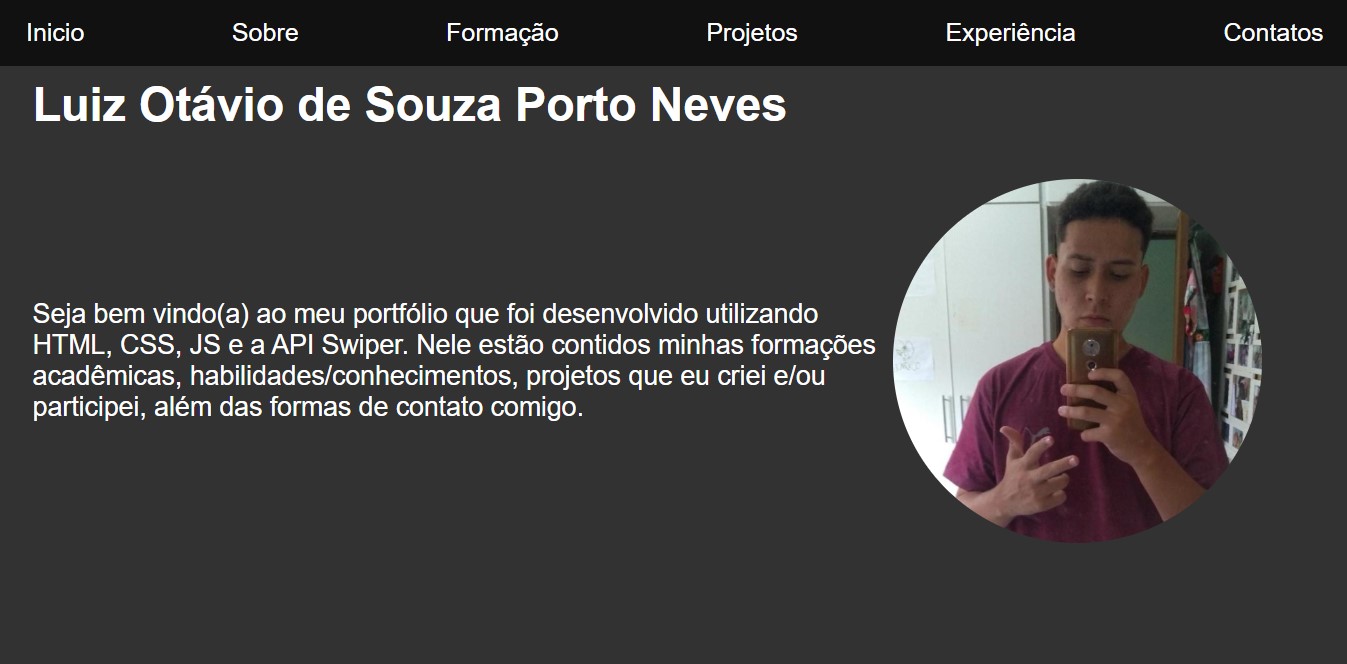 Inicio Sobre Formação Projetos Experiência Contatos
Luiz Otávio de Souza Porto Neves
Seja bem vindo(a) ao meu portfólio que foi desenvolvido utilizando
HTML, CSS, JS e a API Swiper. Nele estão contidos minhas formações
acadêmicas, habilidades/conhecimentos, projetos que eu criei e/ou
participei, além das formas de contato comigo.